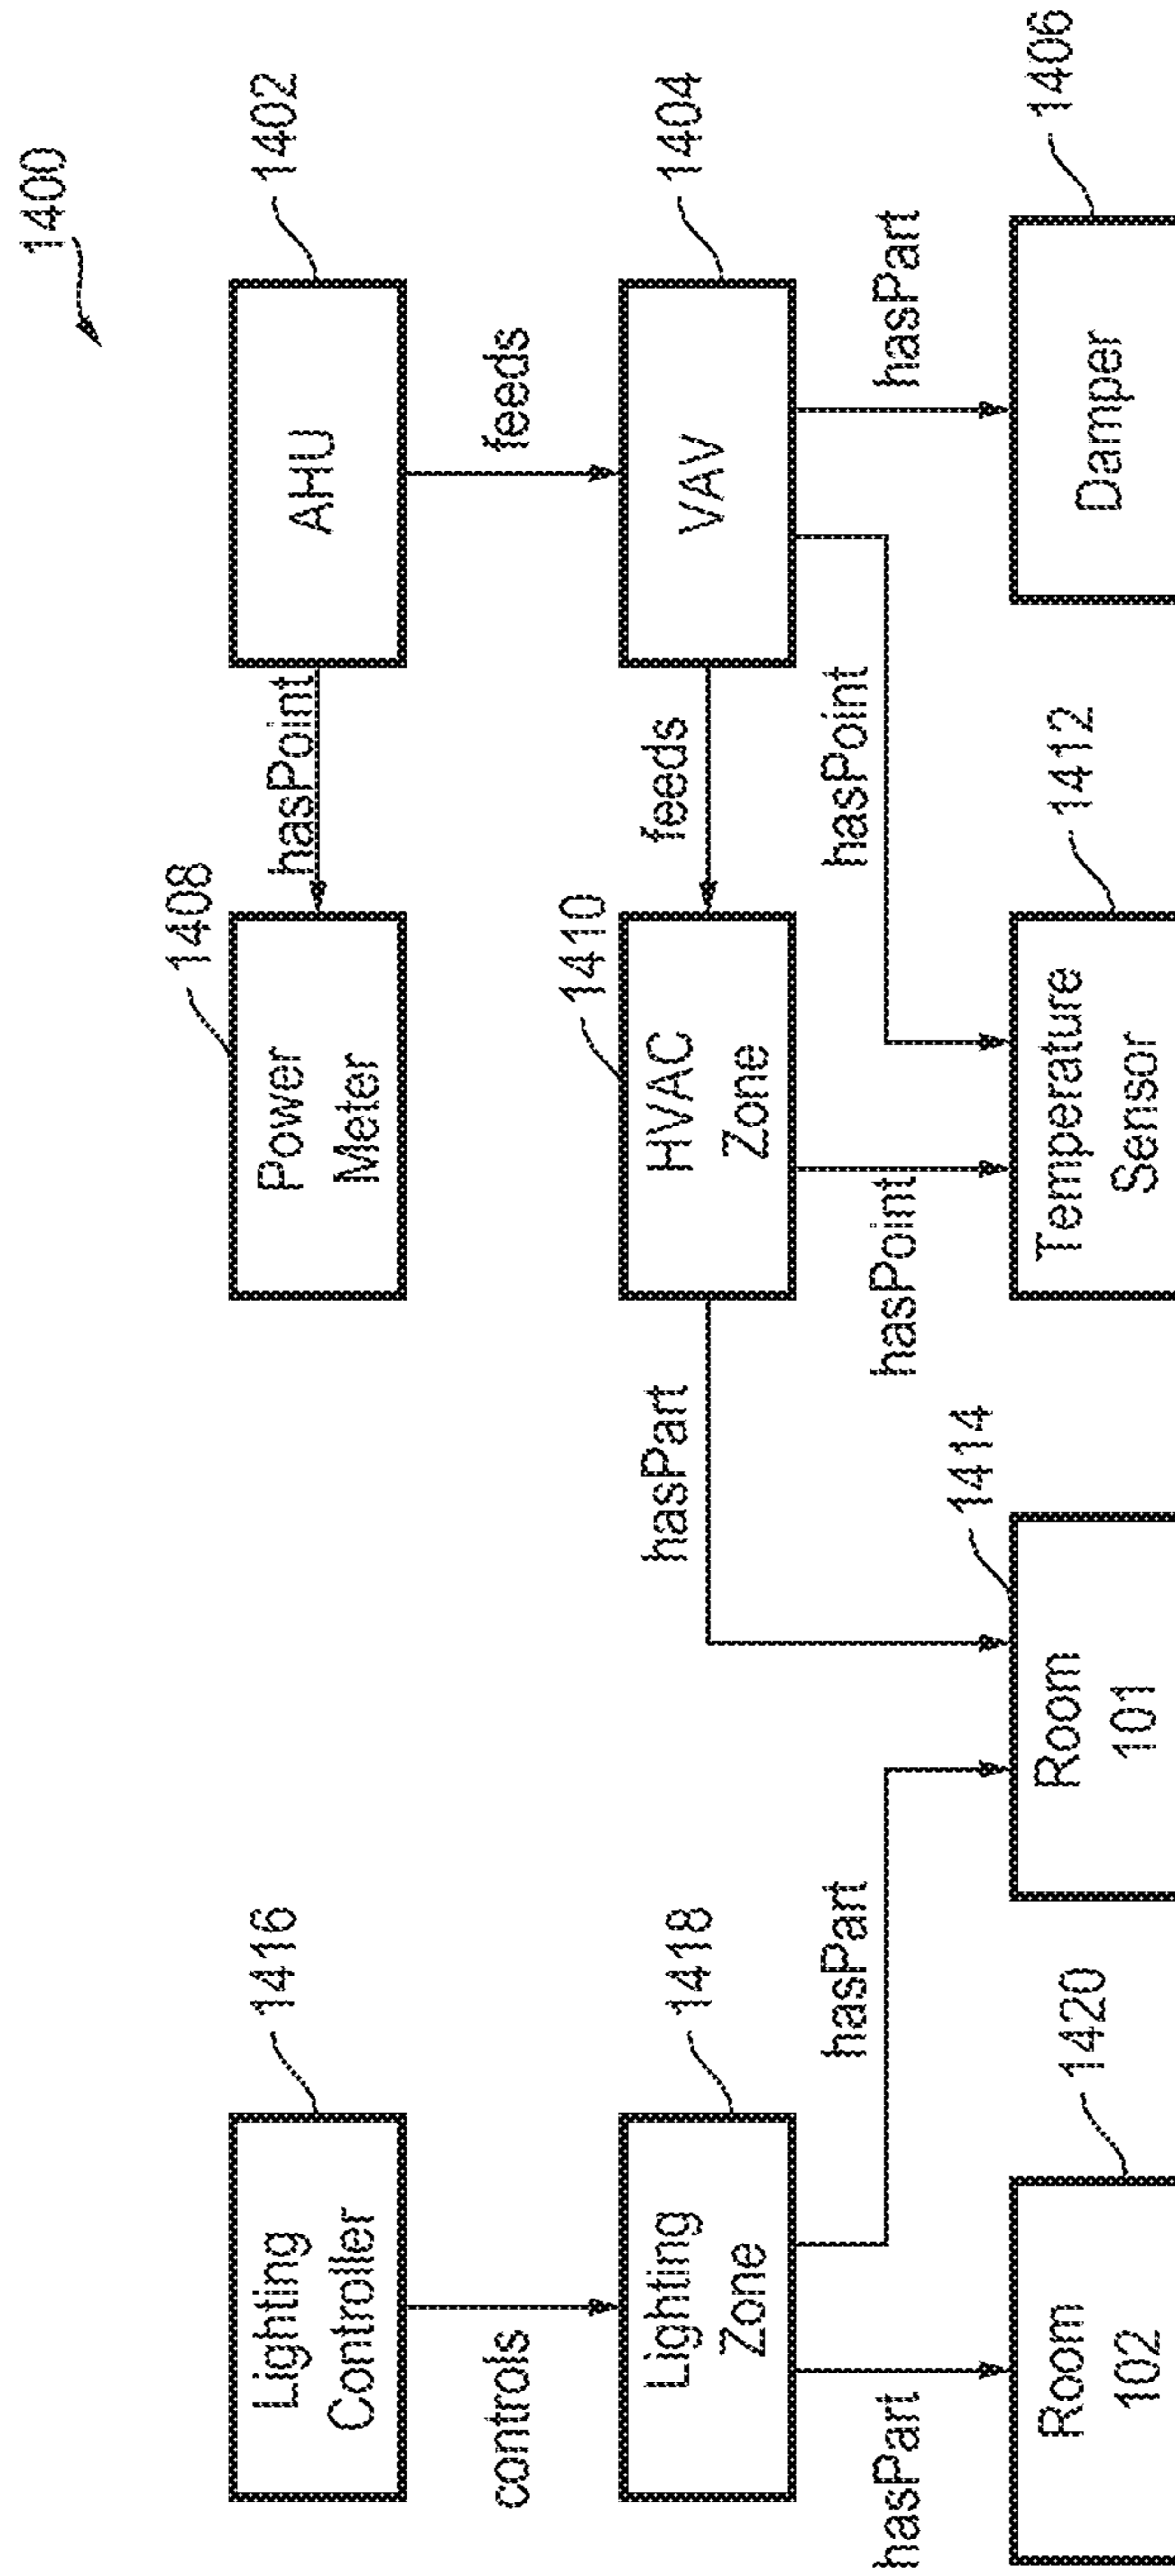 1400
1416
1408
1402
Lighting
Controller
Power
Meter
hasPoint
AHU
controls
feeds
1418
1410
1404
Lighting
Zone
hasPart
HVAC
Zone
feeds
VAV
hasPart
hasPart
hasPoint
hasPoint
hasPart
1420
1414
1412
1406
Room
102
Room
101
Temperature
Sensor
Damper